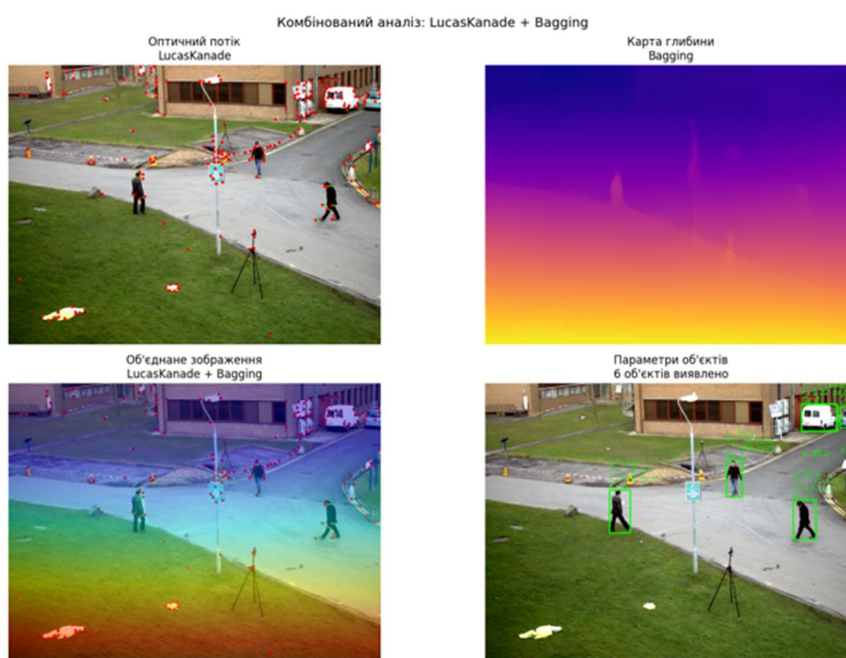 Комбінований аналіз: LucasKanade + Bagging
Оптичний потік
LucasKanade
Карта глибини
Bagging
Об'єднане зображення
LucasKanade + Bagging
Параметри об'єктів
6 об'єктів виявлено